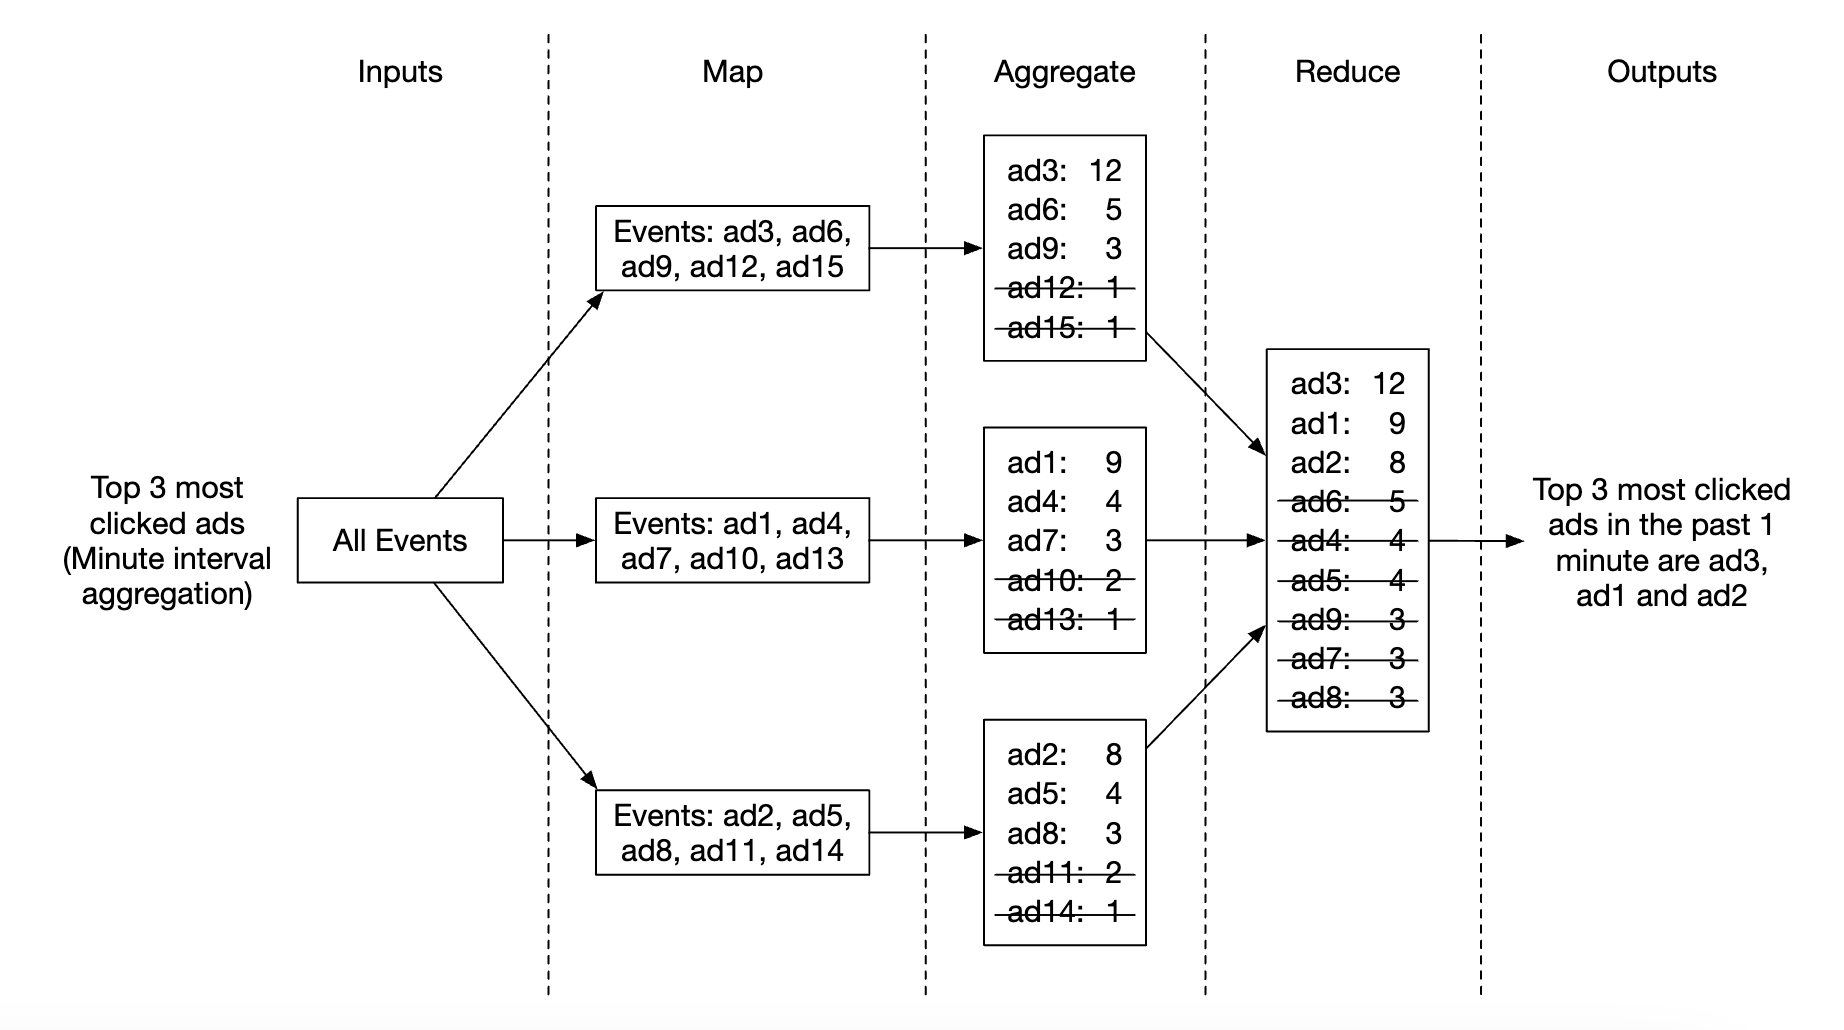 Inputs
Map
Aggregate
Reduce
Outputs
Top 3 most
clicked ads
(Minute interval
aggregation)
All Events
Events: ad3, ad6,
ad9, ad12, ad15
Events: ad1, ad4,
ad7, ad10, ad13
Events: ad2, ad5,
ad8, ad11, ad14
ad3: 12
ad6: 5
ad9: 3
ad12: 1
ad15: 1
ad1: 9
ad4: 4
ad7: 3
ad10: 2
ad13: 1
ad2: 8
ad5: 4
ad8: 3
ad11: 2
ad14: 1
ad3: 12
ad1: 9
ad2: 8
ad6: 5
ad4: 4
ad5: 4
ad9: 3
ad7: 3
ad8: 3
Top 3 most clicked
ads in the past 1
minute are ad3,
ad1 and ad2